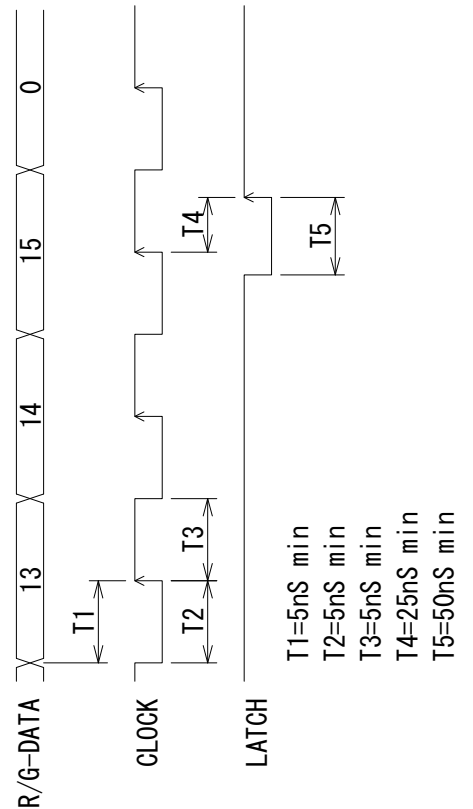 R/G-DATA 13 14 15 0
T1
CLOCK
T2 T3 T4
LATCH
T5
T1=5nS min
T2=5nS min
T3=5nS min
T4=25nS min
T5=50nS min